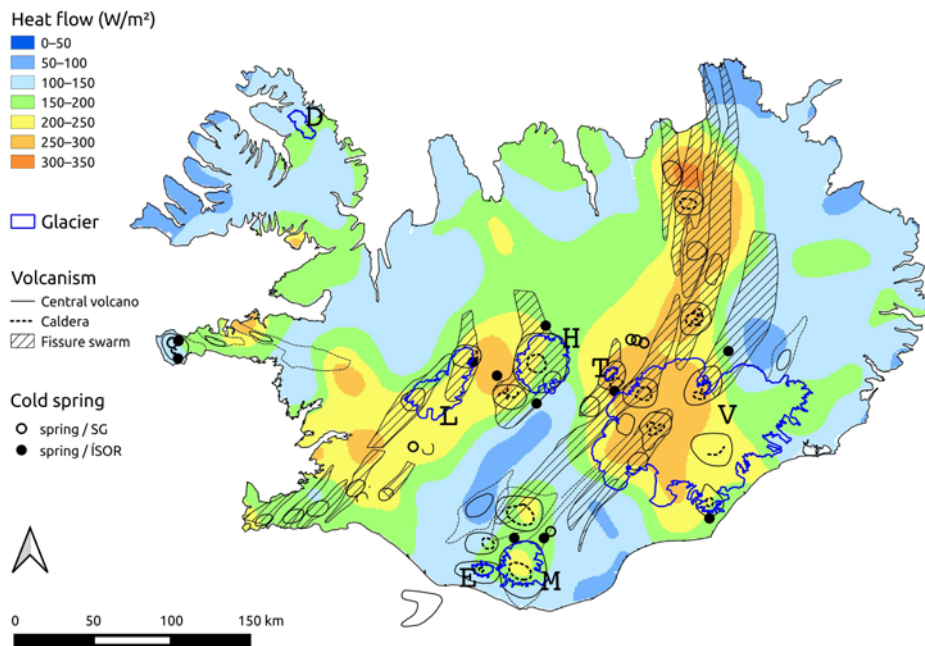 Heat flow (W/m²)
0–50
50–100
100–150
150–200
200–250
250–300
300–350
Glacier
Volcanism
Central volcano
Caldera
Fissure swarm
Cold spring
spring / SG
spring / ÍSOR
0 50 100 150 km
D
H
T
L
V
E
M